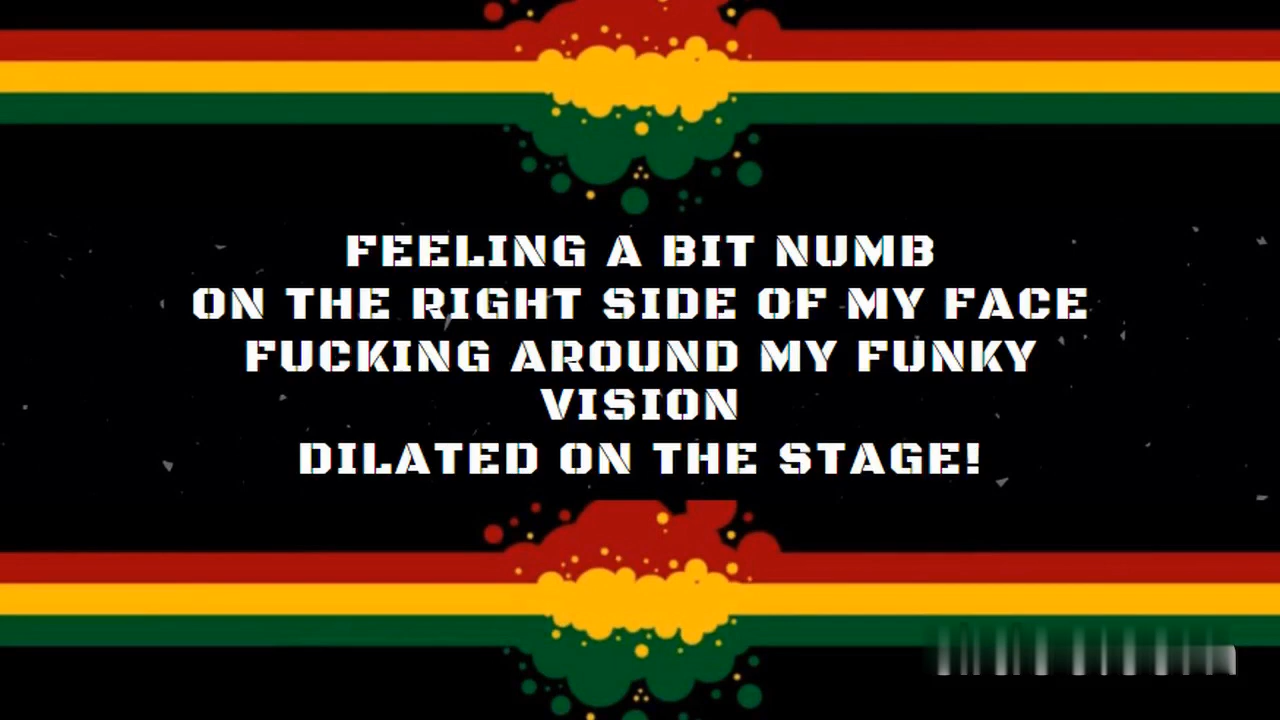 FEELING A BIT NUMB
ON THE RIGHT SIDE OF MY FACE
FUCKING AROUND MY FUNKY
VISION
DILATED ON THE STAGE!